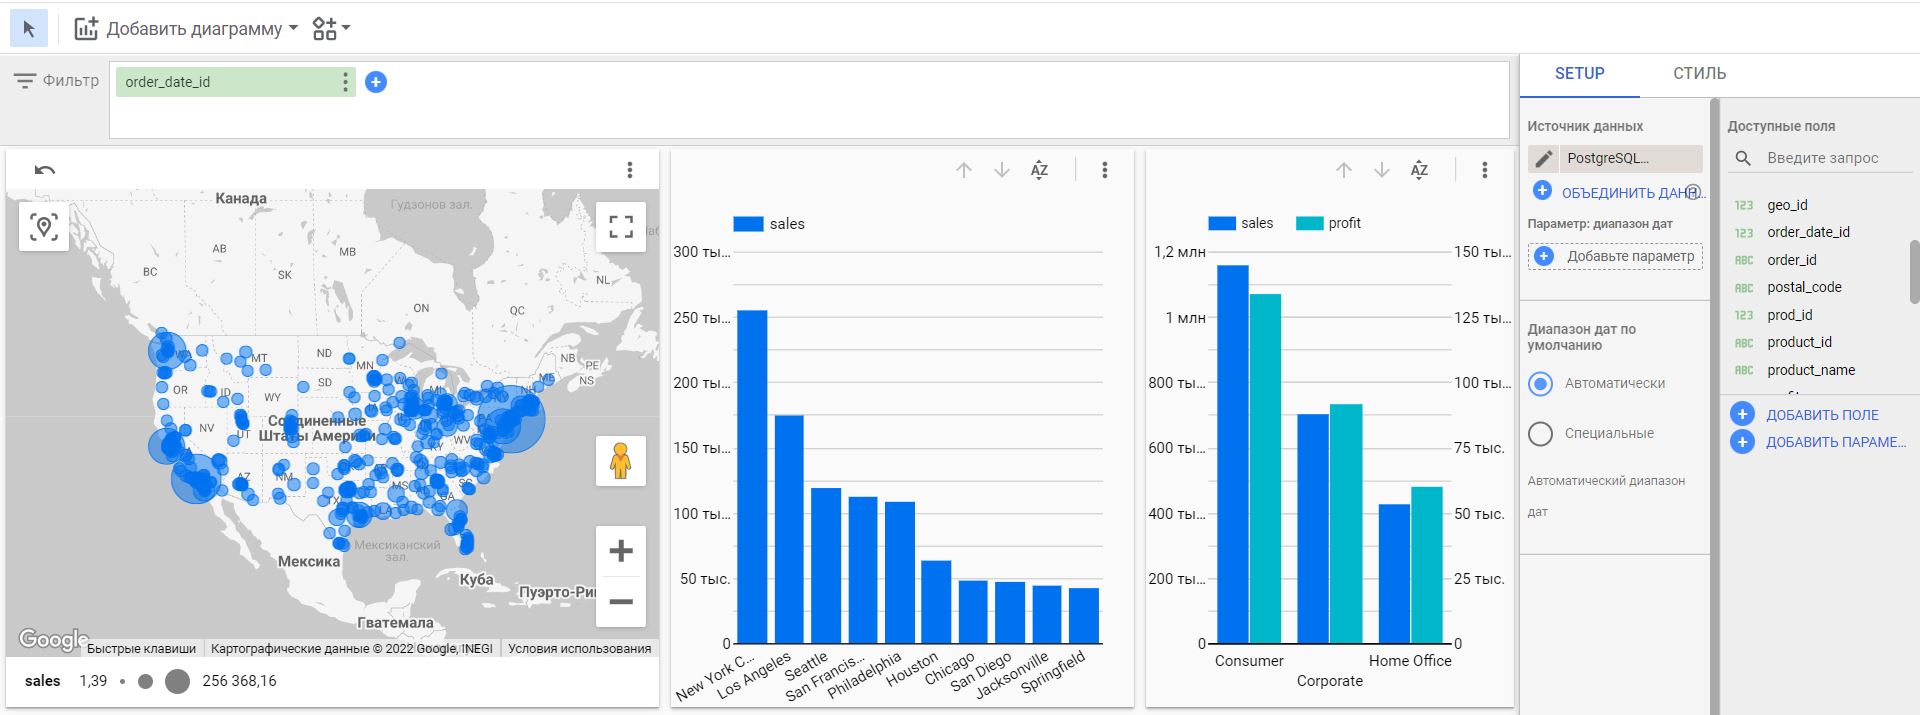 Добавить диаграмму
Фильтр
order_date_id
SETUP
СТИЛЬ
Источник данных
PostgreSQL...
ОБЪЕДИНИТЬ ДАНН...
Параметр: диапазон дат
Добавьте параметр
Диапазон дат по
умолчанию
Автоматически
Специальные
Автоматический диапазон
дат
Доступные поля
Введите запрос
123 geo_id
123 order_date_id
ABC order_id
ABC postal_code
123 prod_id
ABC product_id
ABC product_name
ДОБАВИТЬ ПОЛЕ
ДОБАВИТЬ ПАРАМЕ...
Канада
Гудзонов зал.
AB
MB
BC
SK
NL
ON
QC
WA
MT
ND
MN
NB
PE
NS
ME
NH
OR
ID
SD
WY
MI
IA
NV
UT
Соединенные
Штаты Америки
WV
KY
AZ
NM
MS
SC
GA
LA
Мексиканский
зал.
Мексика
Куба
Пуэрто-Ри
Гватемала
Google
Быстрые клавиши
Картографические данные © 2022 Google, INEGI
Условия использования
sales 1,39 256 368,16
sales
300 ты...
250 ты...
200 ты...
150 ты...
100 ты...
50 тыс.
0
New York C...
Los Angeles
Seattle
San Francis...
Philadelphia
Houston
Chicago
San Diego
Jacksonville
Springfield
sales profit
1,2 млн
1 млн
800 ты...
600 ты...
400 ты...
200 ты...
0
150 ты...
125 ты...
100 ты...
75 тыс.
50 тыс.
25 тыс.
0
Consumer
Corporate
Home Office